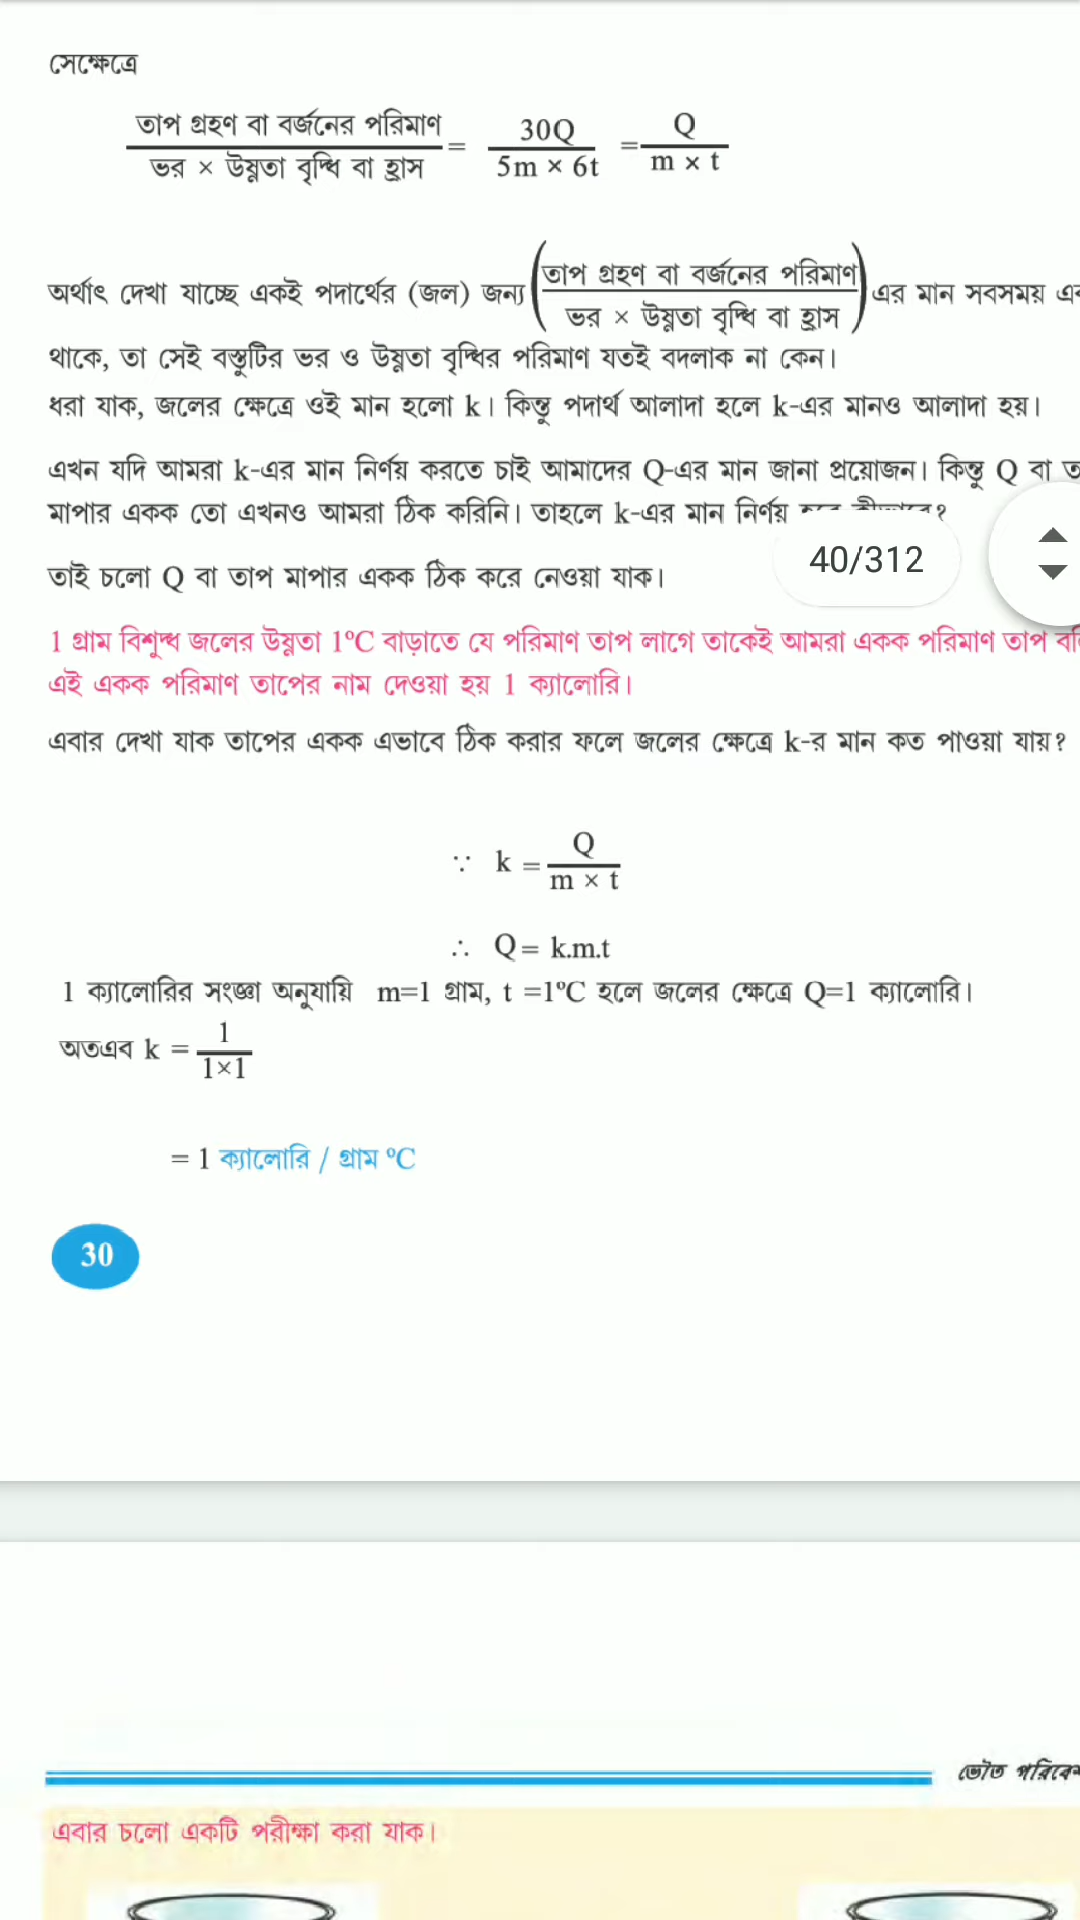 সেক্ষেত্রে
তাপ গ্রহণ বা বর্জনের পরিমাণ / ভর × উষ্ণতা বৃদ্ধি বা হ্রাস = 30Q / 5m × 6t = Q / m × t
অর্থাৎ দেখা যাচ্ছে একই পদার্থের (জল) জন্য (তাপ গ্রহণ বা বর্জনের পরিমাণ / ভর × উষ্ণতা বৃদ্ধি বা হ্রাস) এর মান সবসময়
থাকে, তা সেই বস্তুটির ভর ও উষ্ণতা বৃদ্ধির পরিমাণ যতই বদলাক না কেন।
ধরা যাক, জলের ক্ষেত্রে ওই মান হলো k। কিন্তু পদার্থ আলাদা হলে k-এর মানও আলাদা হয়।
এখন যদি আমরা k-এর মান নির্ণয় করতে চাই আমাদের Q-এর মান জানা প্রয়োজন। কিন্তু Q বা
মাপার একক তো এখনও আমরা ঠিক করিনি। তাহলে k-এর মান নির্ণয়
40/312
তাই চলো Q বা তাপ মাপার একক ঠিক করে নেওয়া যাক।
1 গ্রাম বিশুদ্ধ জলের উষ্ণতা 1°C বাড়াতে যে পরিমাণ তাপ লাগে তাকেই আমরা একক পরিমাণ তাপ
এই একক পরিমাণ তাপের নাম দেওয়া হয় 1 ক্যালোরি।
এবার দেখা যাক তাপের একক এভাবে ঠিক করার ফলে জলের ক্ষেত্রে k-র মান কত পাওয়া যায়?
∵ k = Q / m × t
∴ Q = k.m.t
1 ক্যালোরির সংজ্ঞা অনুযায়ি m=1 গ্রাম, t =1°C হলে জলের ক্ষেত্রে Q=1 ক্যালোরি।
অতএব k = 1 / 1×1
= 1 ক্যালোরি / গ্রাম °C
30
ভৌত
এবার চলো একটি পরীক্ষা করা যাক।